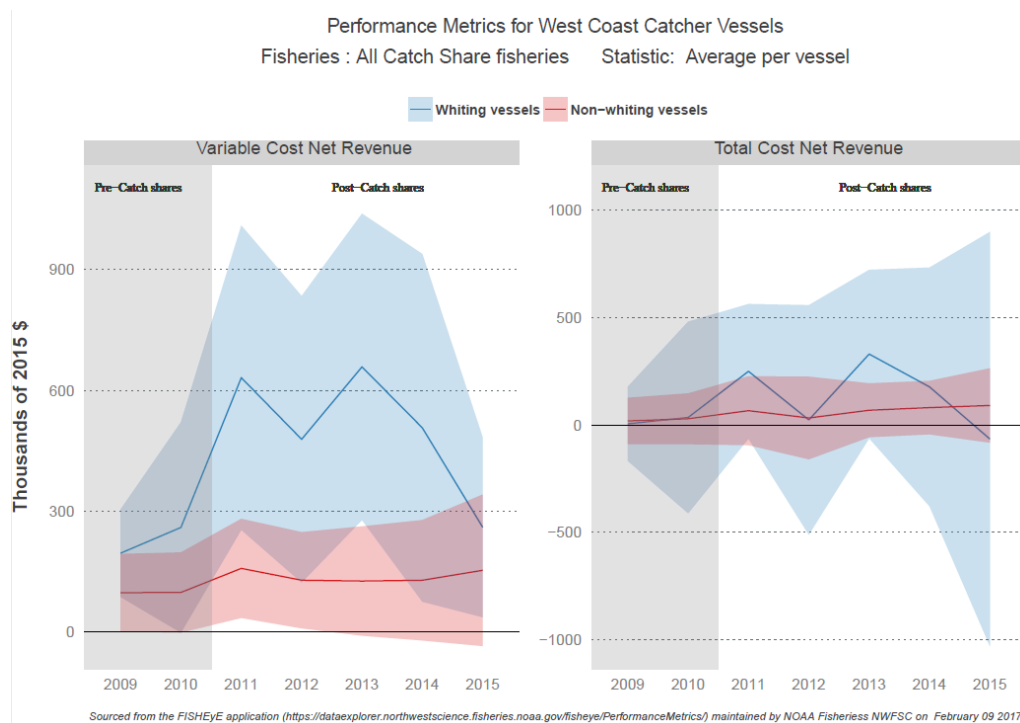 Performance Metrics for West Coast Catcher Vessels
Fisheries : All Catch Share fisheries Statistic: Average per vessel
Whiting vessels Non−whiting vessels
Variable Cost Net Revenue Total Cost Net Revenue
Pre−Catch shares Post−Catch shares Pre−Catch shares Post−Catch shares
Thousands of 2015 $
900
600
300
0
1000
500
0
−500
−1000
2009 2010 2011 2012 2013 2014 2015 2009 2010 2011 2012 2013 2014 2015
Sourced from the FISHEyE application (https://dataexplorer.northwestscience.fisheries.noaa.gov/fisheye/PerformanceMetrics/) maintained by NOAA Fisheriess NWFSC on February 09 2017